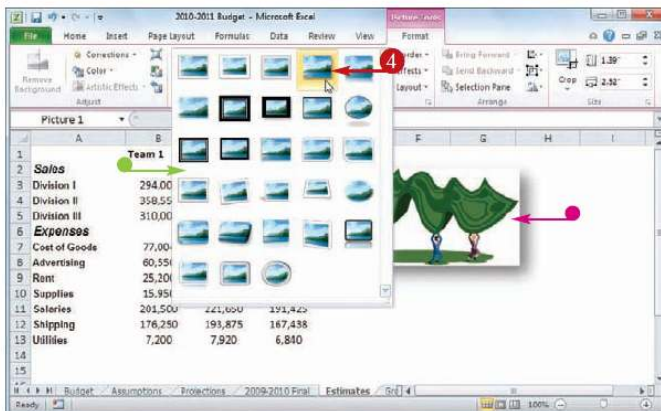 2010-2011 Budget - Microsoft Excel Picture Tools
File Home Insert Page Layout Formulas Data Review View Format
Remove Background
Corrections
Color
Artistic Effects
Adjust
4
Bring Forward
Send Backward
Selection Pane
Arrange
Crop
1.39"
2.92"
Size
Picture 1
A B F G H I
1 Team 1
2 Sales
3 Division I 294,00
4 Division II 358,55
5 Division III 310,00
6 Expenses
7 Cost of Goods 77,00
8 Advertising 60,55
9 Rent 25,20
10 Supplies 15,95
11 Salaries 201,500 221,650 191,425
12 Shipping 176,250 193,875 167,438
13 Utilities 7,200 7,920 6,840
14
15
Budget Assumptions Projections 2009-2010 Final Estimates
Ready 100%